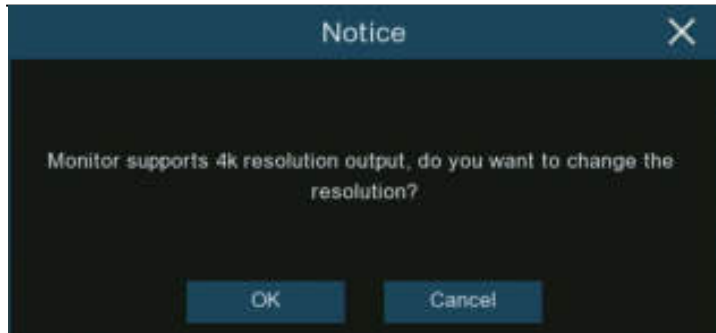 Notice
Monitor supports 4k resolution output, do you want to change the
resolution?
OK Cancel